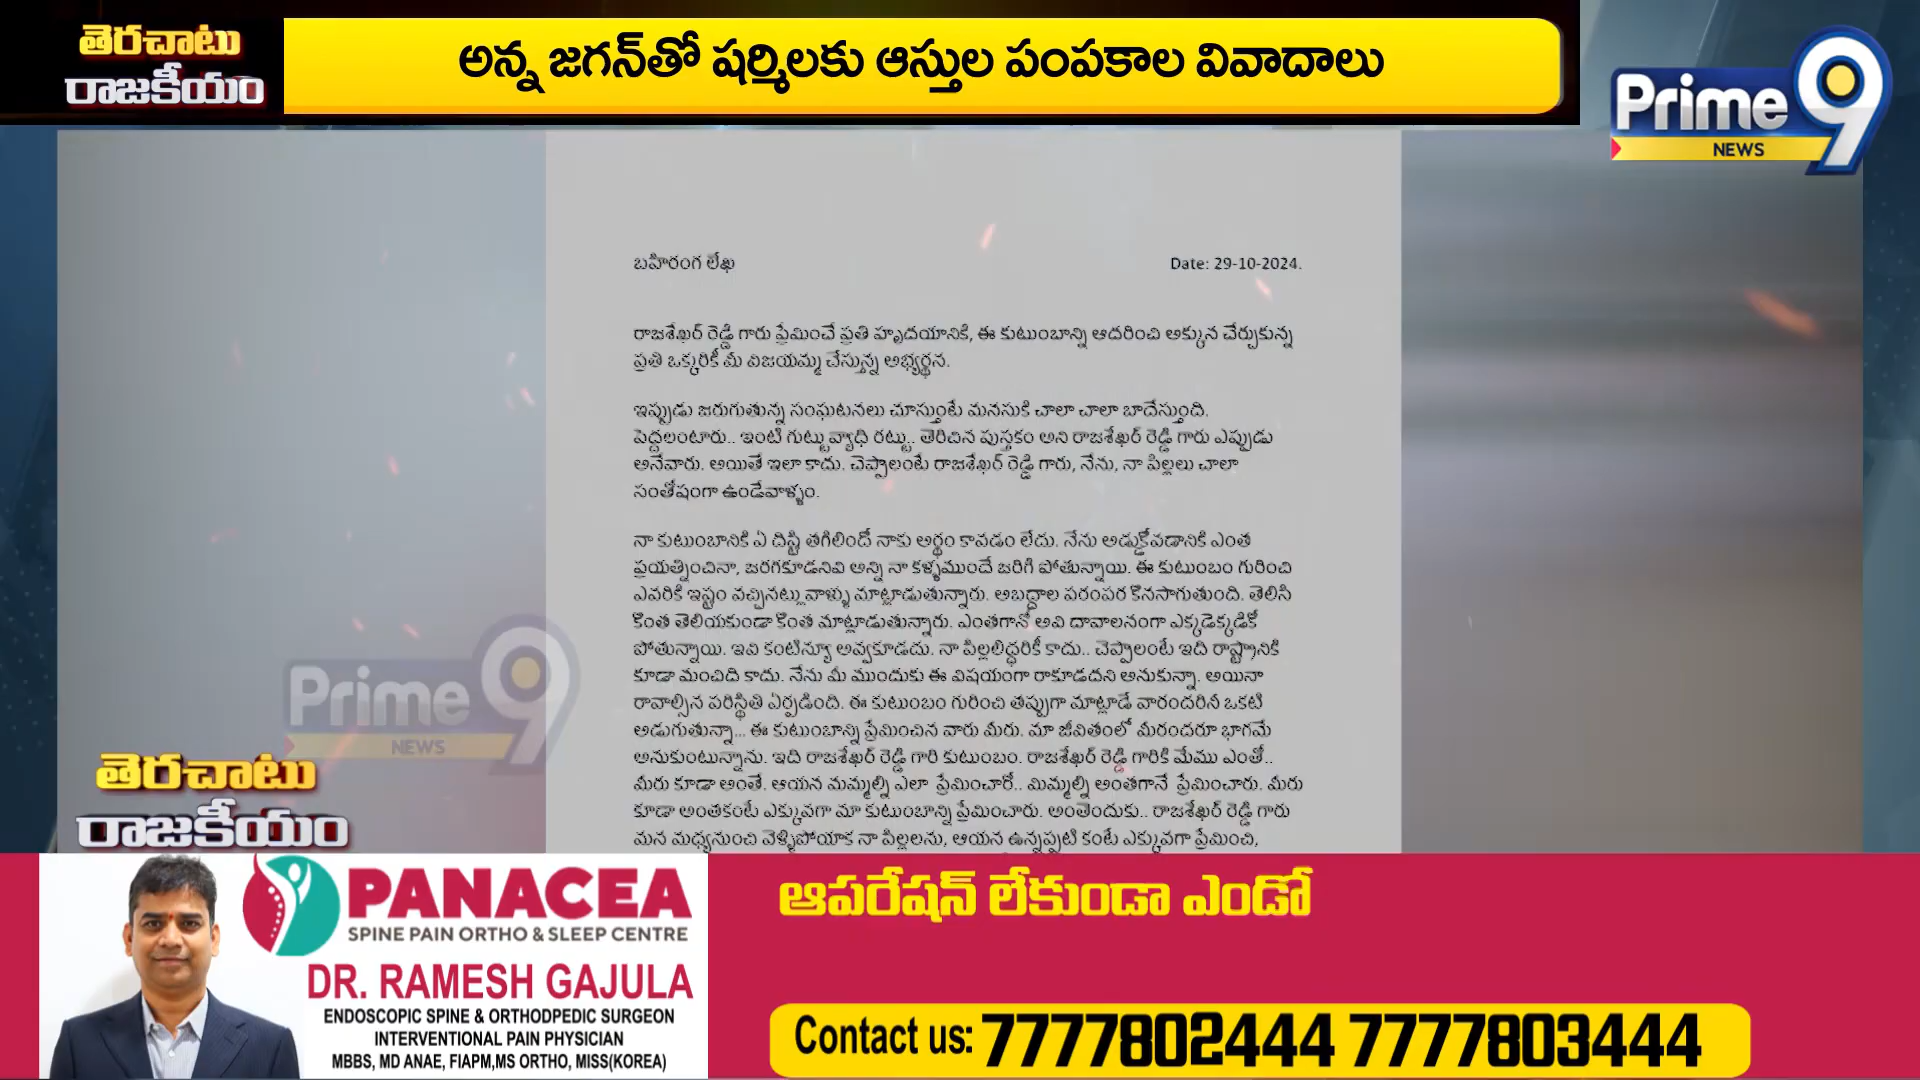 తెరచాటు
రాజకీయం
అన్న జగన్‌తో షర్మిలకు ఆస్తుల పంపకాల వివాదాలు
Prime9
NEWS
బహిరంగ లేఖ
Date: 29-10-2024.
రాజశేఖర్ రెడ్డి గారు ప్రేమించే ప్రతి హృదయానికి, ఈ కుటుంబాన్ని ఆదరించి అక్కున చేర్చుకున్న
ప్రతి ఒక్కరికీ మీ విజయమ్మ చేస్తున్న అభ్యర్థన.
ఇప్పుడు జరుగుతున్న సంఘటనలు చూస్తుంటే మనసుకి చాలా చాలా బాదేస్తుంది.
పెద్దలంటారు.. ఇంటి గుట్టు వ్యాధి రట్టు.. తెరిచిన పుస్తకం అని రాజశేఖర్ రెడ్డి గారు ఎప్పుడు
అనేవారు. అయితే ఇలా కాదు. చెప్పాలంటే రాజశేఖర్ రెడ్డి గారు, నేను, నా పిల్లలు చాలా
సంతోషంగా ఉండేవాళ్ళం.
నా కుటుంబానికి ఏ దిస్టి తగిలిందో నాకు అర్థం కావడం లేదు. నేను అడ్డుకోవడానికి ఎంత
ప్రయత్నించినా, జరగకూడనివి అన్ని నా కళ్ళముందే జరిగి పోతున్నాయి. ఈ కుటుంబం గురించి
ఎవరికి ఇష్టం వచ్చినట్లు వాళ్ళు మాట్లాడుతున్నారు. అబద్దాల పరంపర కొనసాగుతుంది. తెలిసి
కొంత తెలియకుండా కొంత మాట్లాడుతున్నారు. ఎంతగానో అవి దావాలనంగా ఎక్కడెక్కడికో
పోతున్నాయి. ఇవి కంటిన్యూ అవ్వకూడదు. నా పిల్లలిద్దరికీ కాదు.. చెప్పాలంటే ఇది రాష్ట్రానికి
కూడా మంచిది కాదు. నేను మీ ముందుకు ఈ విషయంగా రాకూడదని అనుకున్నా. అయినా
రావాల్సిన పరిస్థితి ఏర్పడింది. ఈ కుటుంబం గురించి తప్పుగా మాట్లాడే వారందరినీ ఒకటి
అడుగుతున్నా... ఈ కుటుంబాన్ని ప్రేమించిన వారు మీరు. మా జీవితంలో మీరందరూ భాగమే
అనుకుంటున్నాను. ఇది రాజశేఖర్ రెడ్డి గారి కుటుంబం. రాజశేఖర్ రెడ్డి గారికి మేము ఎంతో..
మీరు కూడా అంతే. ఆయన మమ్మల్ని ఎలా ప్రేమించారో.. మిమ్మల్ని అంతగానే ప్రేమించారు. మీరు
కూడా అంతకంటే ఎక్కువగా మా కుటుంబాన్ని ప్రేమించారు. అంతెందుకు.. రాజశేఖర్ రెడ్డి గారు
మన మధ్యనుంచి వెళ్ళిపోయాక నా పిల్లలను, ఆయన ఉన్నప్పటి కంటే ఎక్కువగా ప్రేమించి,
Prime9
NEWS
తెరచాటు
రాజకీయం
PANACEA
SPINE PAIN ORTHO & SLEEP CENTRE
DR. RAMESH GAJULA
ENDOSCOPIC SPINE & ORTHODPEDIC SURGEON
INTERVENTIONAL PAIN PHYSICIAN
MBBS, MD ANAE, FIAPM,MS ORTHO, MISS(KOREA)
ఆపరేషన్ లేకుండా ఎండో
Contact us: 7777802444 7777803444